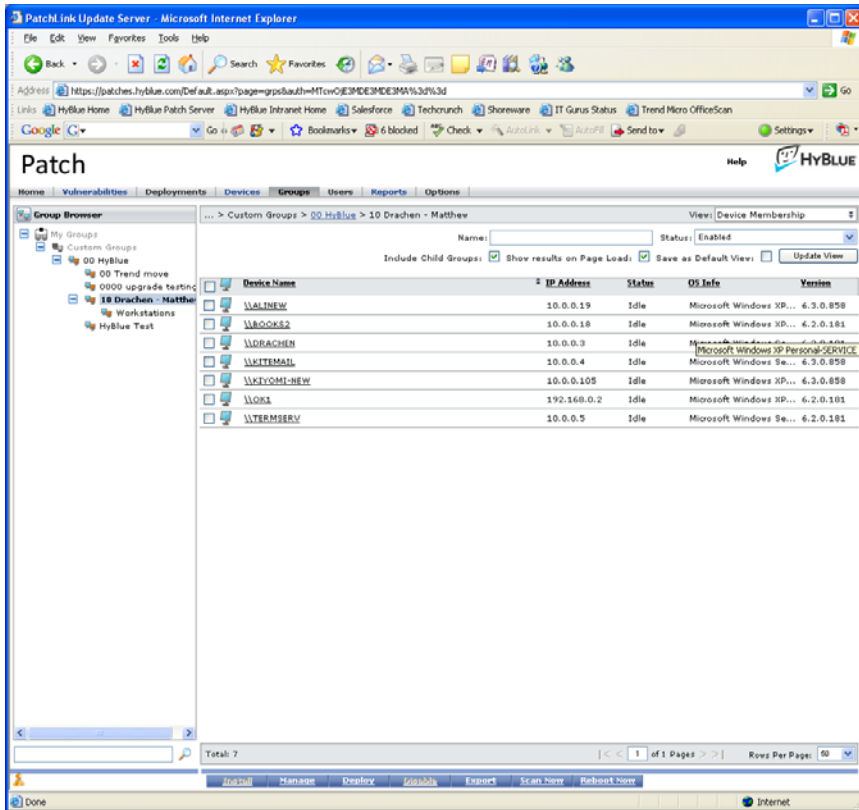 PatchLink Update Server - Microsoft Internet Explorer
File Edit View Favorites Tools Help
Back Search Favorites
Address https://patches.hyblue.com/Default.aspx?page=grps&auth=MTcwOjE3MDE3MDE3MA%3d%3d Go
Links HyBlue Home HyBlue Patch Server HyBlue Intranet Home Salesforce Techcrunch Shoreware IT Gurus Status Trend Micro OfficeScan
Google Go Bookmarks 6 blocked Check AutoLink AutoFill Send to Settings
Patch Help HYBLUE
Home Vulnerabilities Deployments Devices Groups Users Reports Options
Group Browser
My Groups
Custom Groups
00 HyBlue
00 Trend move
0000 upgrade testing
10 Drachen - Matthe
Workstations
HyBlue Test
... > Custom Groups > 00 HyBlue > 10 Drachen - Matthew View: Device Membership
Name: Status: Enabled
Include Child Groups: Show results on Page Load: Save as Default View: Update View
Device Name IP Address Status OS Info Version
\\ALINEW 10.0.0.19 Idle Microsoft Windows XP... 6.3.0.858
\\BOOKS2 10.0.0.18 Idle Microsoft Windows XP... 6.2.0.181
\\DRACHEN 10.0.0.3 Idle
Microsoft Windows XP Personal-SERVICE
\\KITEMAIL 10.0.0.4 Idle Microsoft Windows Se... 6.3.0.858
\\KIYOMI-NEW 10.0.0.105 Idle Microsoft Windows XP... 6.3.0.858
\\OK1 192.168.0.2 Idle Microsoft Windows XP... 6.2.0.181
\\TERMSERV 10.0.0.5 Idle Microsoft Windows Se... 6.2.0.181
Total: 7 |< < 1 of 1 Pages > >| Rows Per Page: 60
Install Manage Deploy Disable Export Scan Now Reboot Now
Done Internet